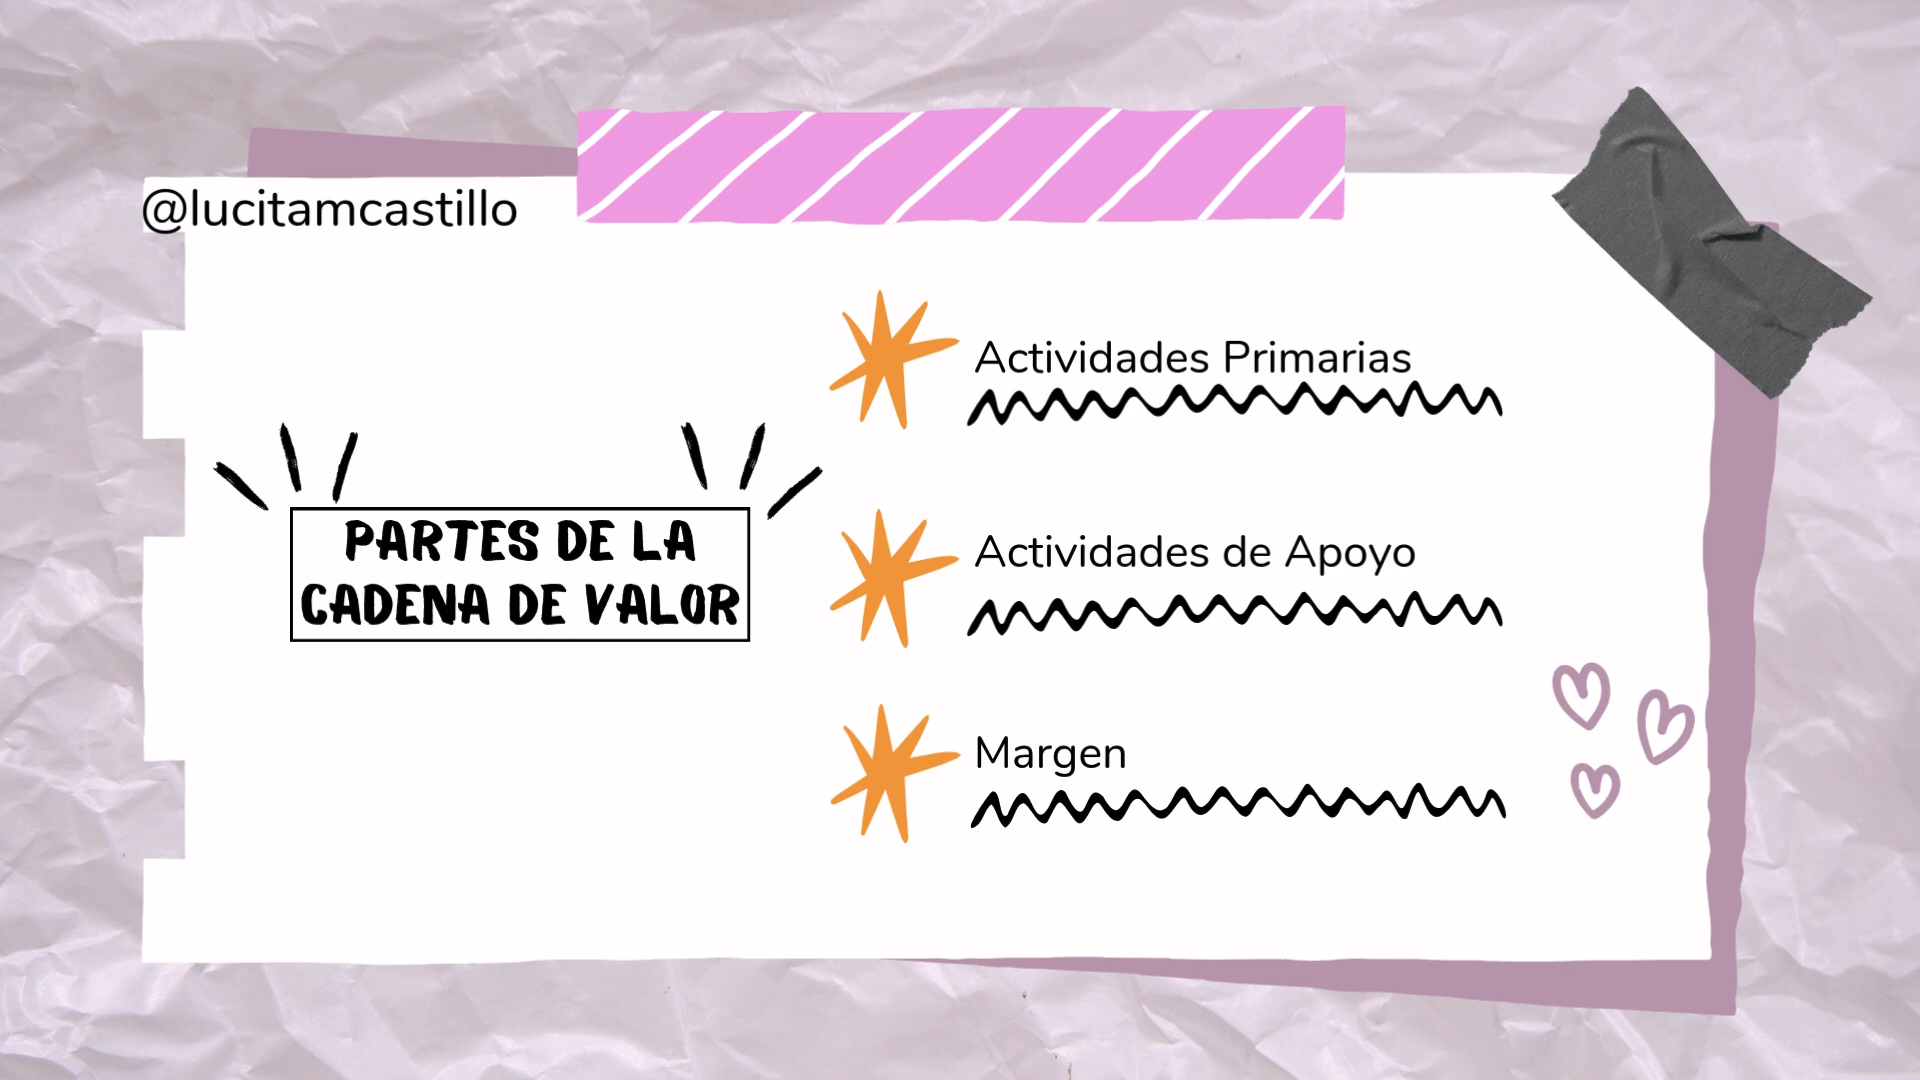 @lucitamcastillo
PARTES DE LA
CADENA DE VALOR
Actividades Primarias
Actividades de Apoyo
Margen